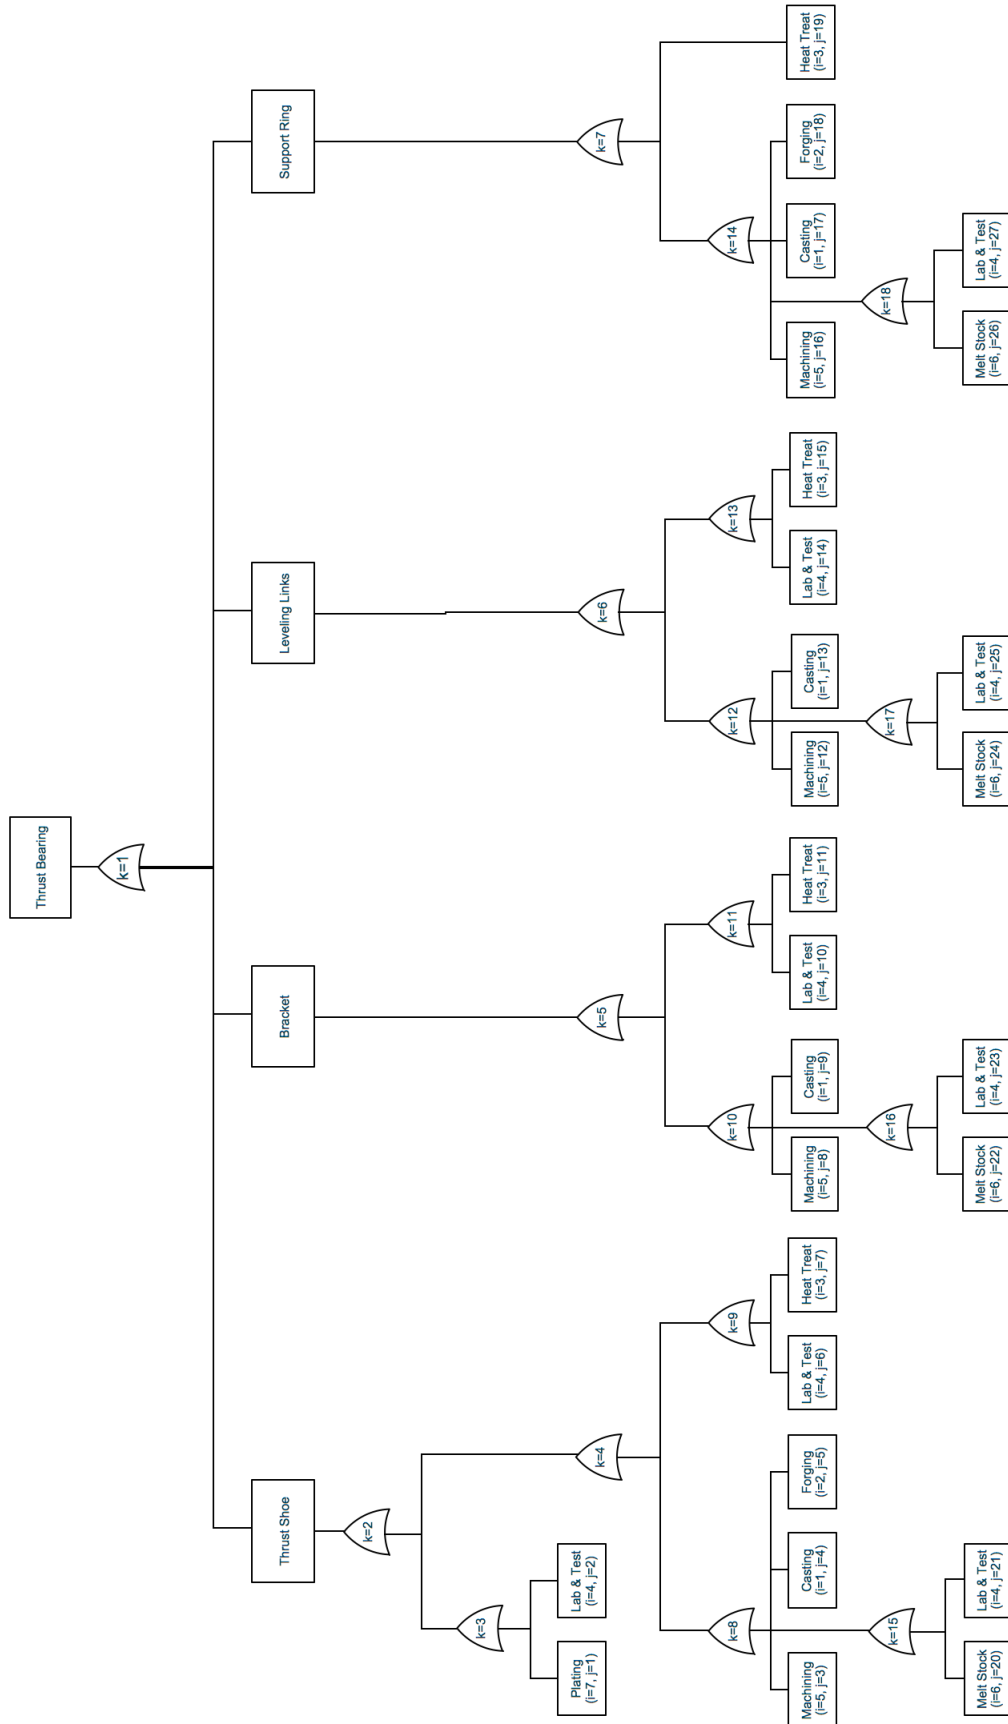 Thrust Bearing
k=1
Thrust Shoe
Bracket
Leveling Links
Support Ring
k=2
k=3
Plating
(i=7, j=1)
Lab & Test
(i=4, j=2)
k=4
k=5
k=6
k=7
k=8
k=9
k=10
k=11
k=12
k=13
k=14
Machining
(i=5, j=3)
Casting
(i=1, j=4)
Forging
(i=2, j=5)
Lab & Test
(i=4, j=6)
Heat Treat
(i=3, j=7)
Machining
(i=5, j=8)
Casting
(i=1, j=9)
Lab & Test
(i=4, j=10)
Heat Treat
(i=3, j=11)
Machining
(i=5, j=12)
Casting
(i=1, j=13)
Lab & Test
(i=4, j=14)
Heat Treat
(i=3, j=15)
Machining
(i=5, j=16)
Casting
(i=1, j=17)
Forging
(i=2, j=18)
Heat Treat
(i=3, j=19)
k=15
k=16
k=17
k=18
Melt Stock
(i=6, j=20)
Lab & Test
(i=4, j=21)
Melt Stock
(i=6, j=22)
Lab & Test
(i=4, j=23)
Melt Stock
(i=6, j=24)
Lab & Test
(i=4, j=25)
Melt Stock
(i=6, j=26)
Lab & Test
(i=4, j=27)